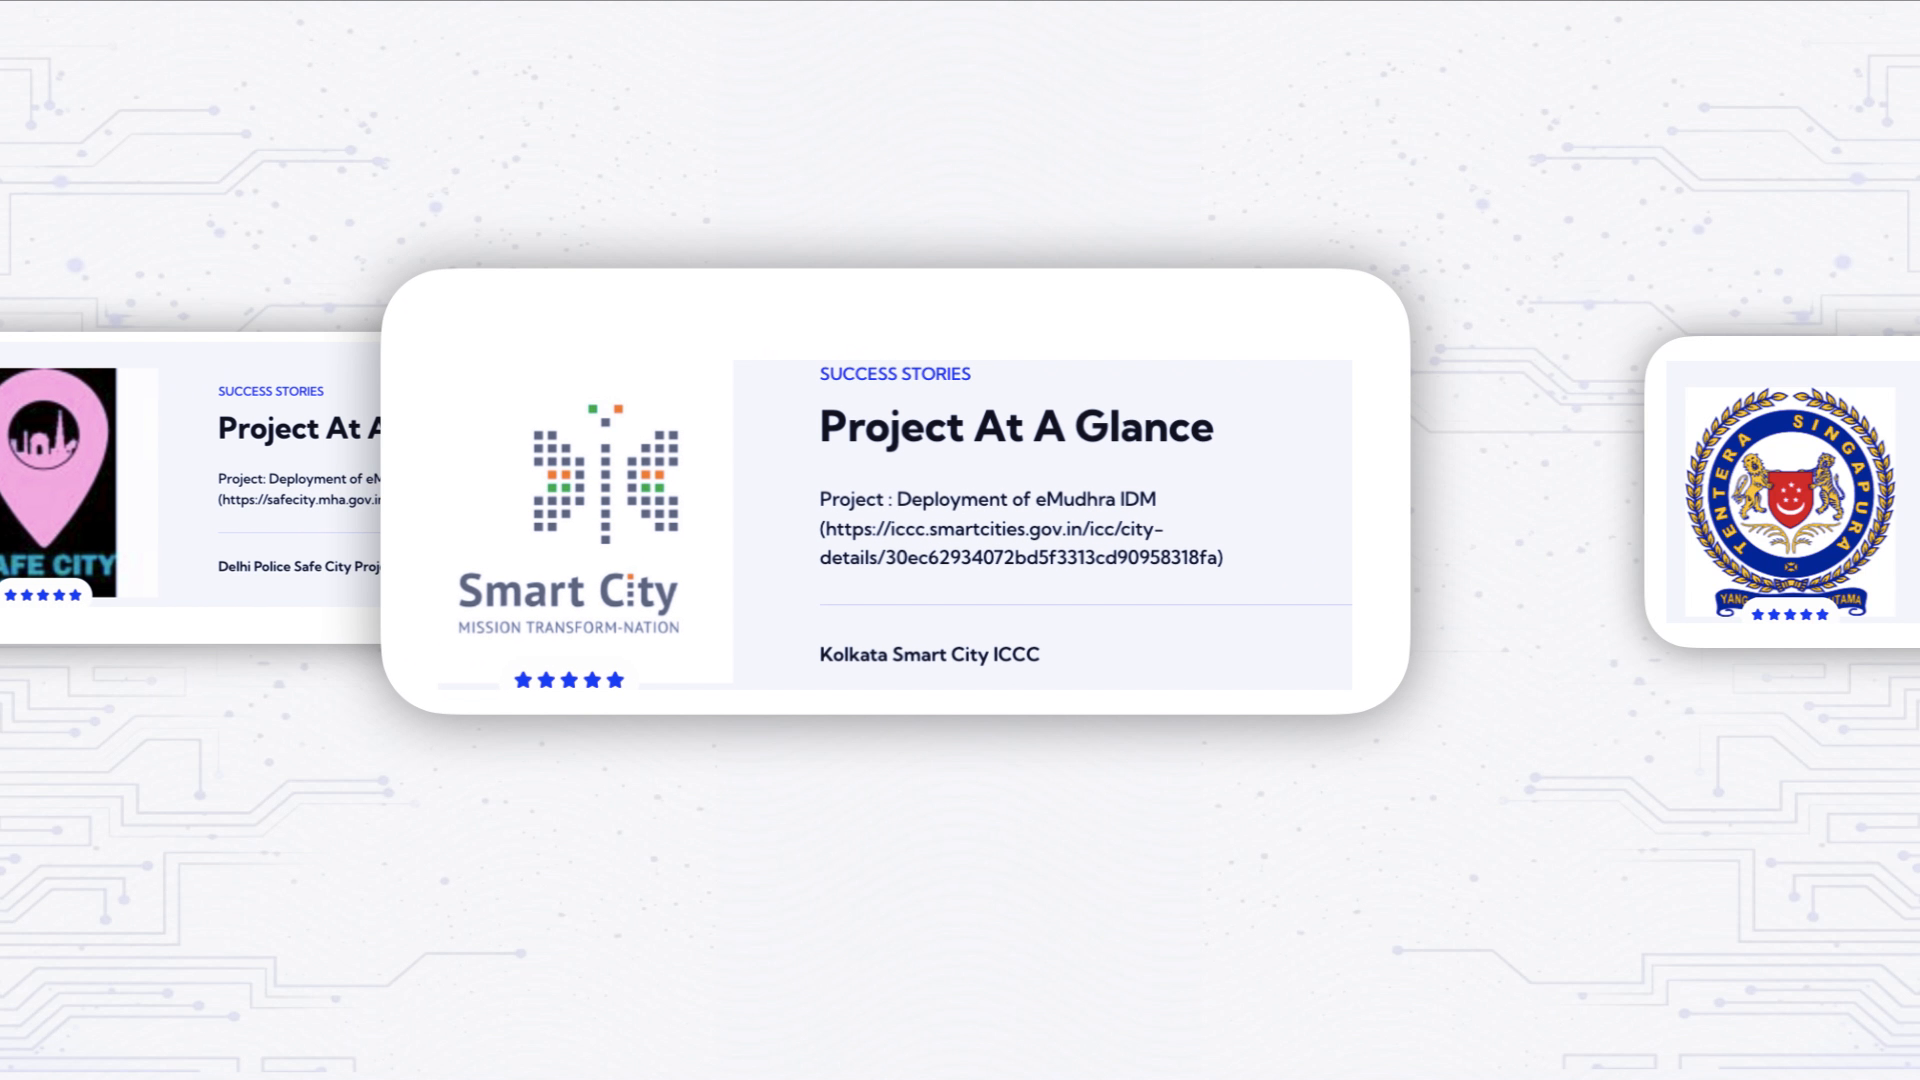 AFE CITY
SUCCESS STORIES
Project At A
Project: Deployment of eM
(https://safecity.mha.gov.in
Delhi Police Safe City Proj
Smart City
MISSION TRANSFORM-NATION
SUCCESS STORIES
Project At A Glance
Project : Deployment of eMudhra IDM
(https://iccc.smartcities.gov.in/icc/city-
details/30ec62934072bd5f3313cd90958318fa)
Kolkata Smart City ICCC
TENTERA SINGAPURA
YANG